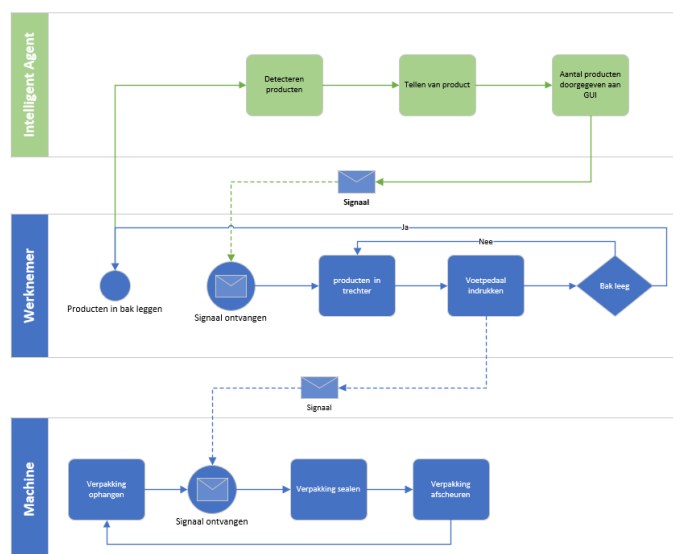 Intelligent Agent
Detecteren
producten
Tellen van product
Aantal producten
doorgegeven aan
GUI
Signaal
Werknemer
Ja
Nee
Producten in bak leggen
Signaal ontvangen
producten in
trechter
Voetpedaal
indrukken
Bak leeg
Signaal
Machine
Verpakking
ophangen
Signaal ontvangen
Verpakking sealen
Verpakking
afscheuren